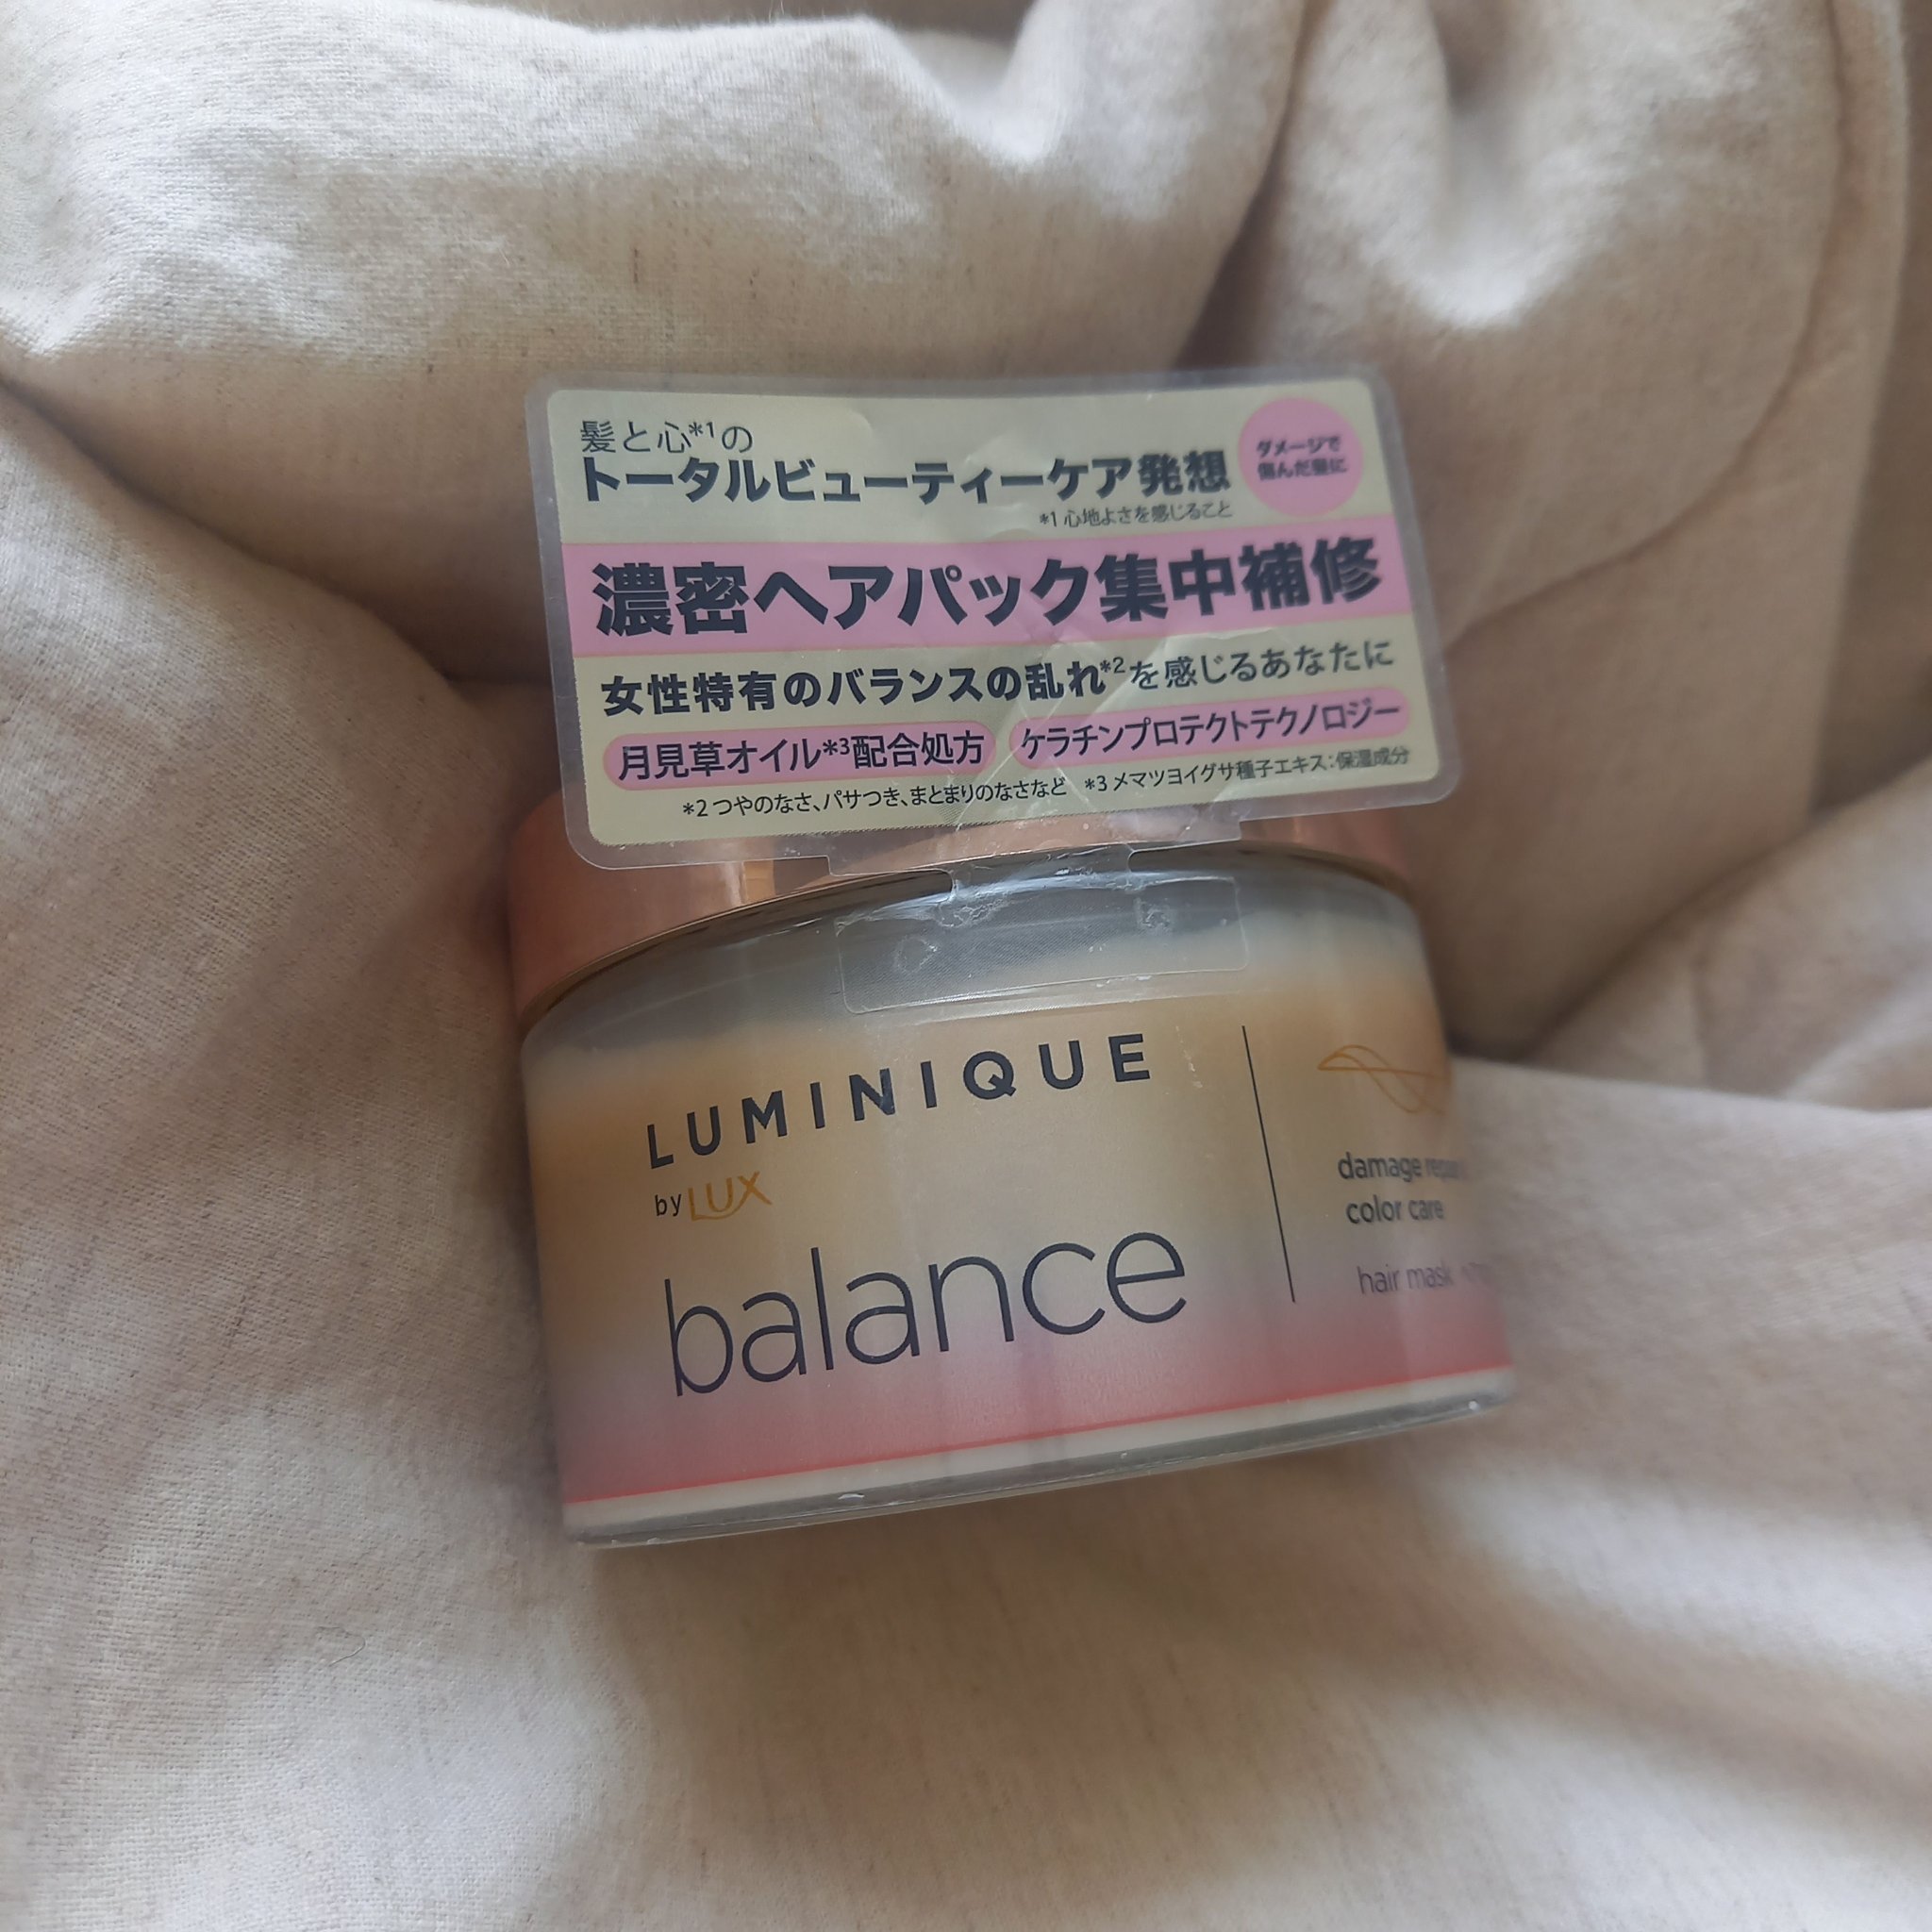 髪と心*1の
トータルビューティーケア発想
ダメージで
傷んだ髪に
*1 心地よさを感じること
濃密ヘアパック集中補修
女性特有のバランスの乱れ*2を感じるあなたに
月見草オイル*3配合処方 ケラチンプロテクトテクノロジー
*2 つやのなさ、パサつき、まとまりのなさなど *3 メマツヨイグサ種子エキス:保湿成分
LUMINIQUE
by LUX
balance
damage repair
color care
hair mask